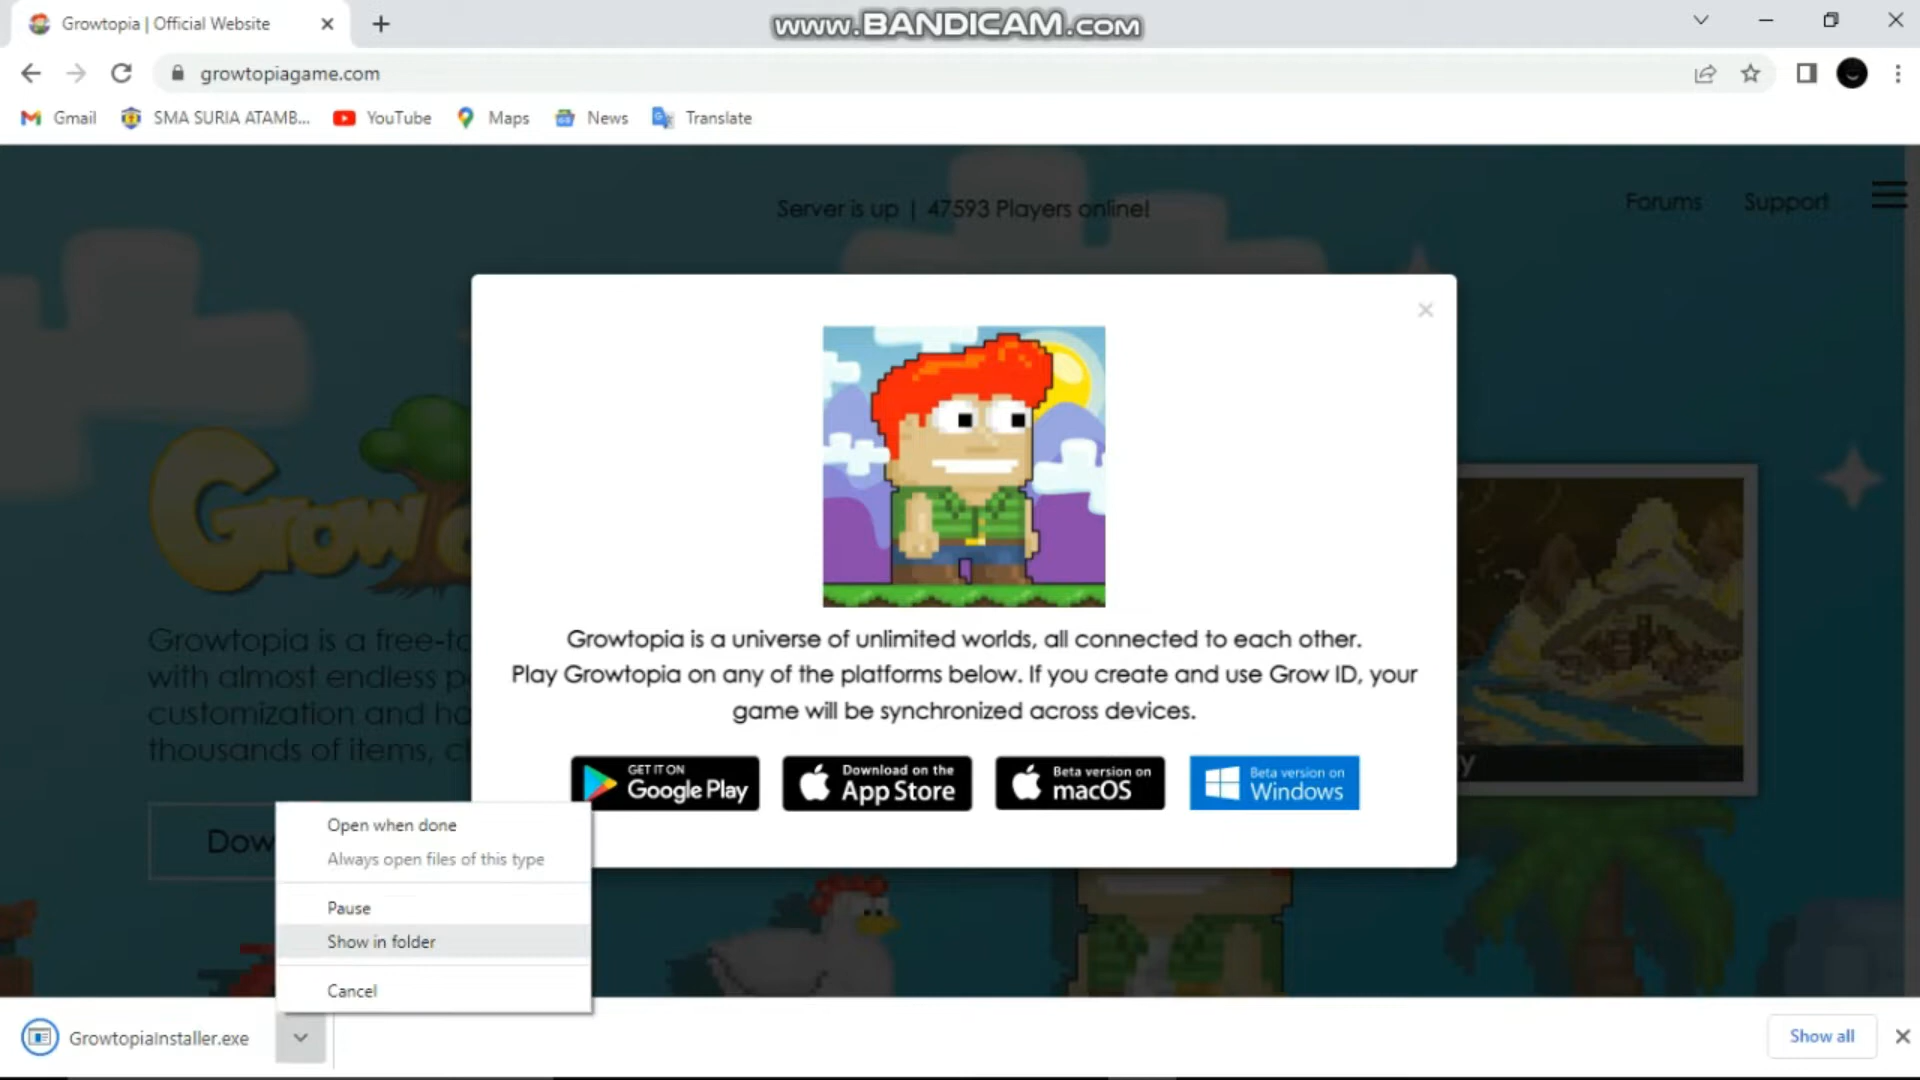 Growtopia | Official Website
www.BANDICAM.com
growtopiagame.com
Gmail
SMA SURIA ATAMB...
YouTube
Maps
News
Translate
Server is up | 47593 Players online!
Forums
Support
Grow
Growtopia is a free-to
with almost endless p
customization and ho
thousands of items, c
Dow
y
Growtopia is a universe of unlimited worlds, all connected to each other.
Play Growtopia on any of the platforms below. If you create and use Grow ID, your
game will be synchronized across devices.
GET IT ON
Google Play
Download on the
App Store
Beta version on
macOS
Beta version on
Windows
Open when done
Always open files of this type
Pause
Show in folder
Cancel
GrowtopiaInstaller.exe
Show all